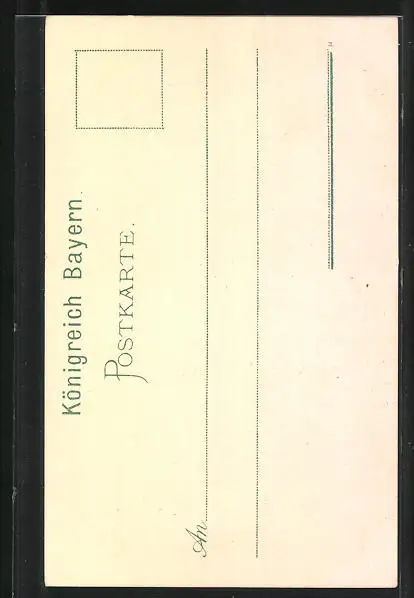 Königreich Bayern.
POSTKARTE.
An